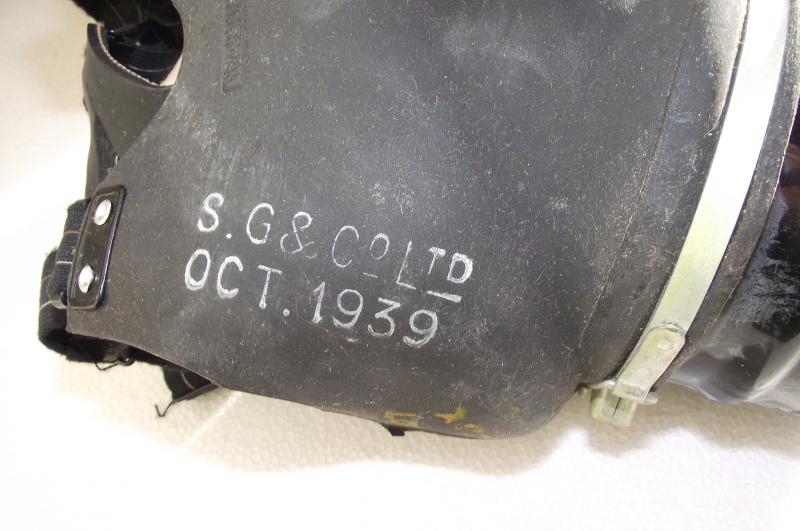 S. G & Cº LTD
OCT. 1939